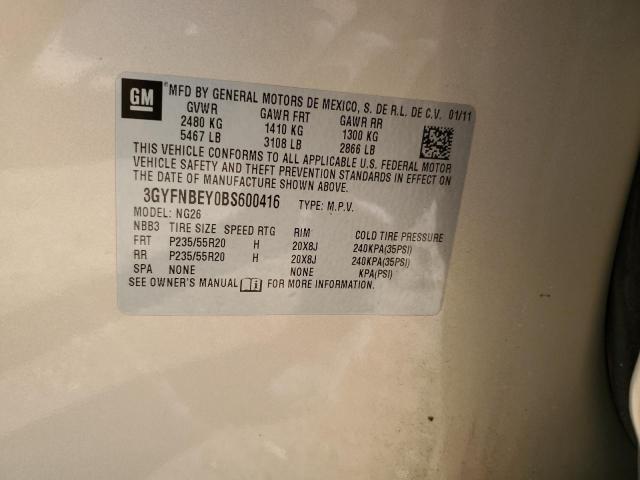 GM
®MFD BY GENERAL MOTORS DE MEXICO, S. DE R.L. DE C.V. 01/11
GVWR GAWR FRT GAWR RR
2480 KG 1410 KG 1300 KG
5467 LB 3108 LB 2866 LB
THIS VEHICLE CONFORMS TO ALL APPLICABLE U.S. FEDERAL MOTOR
VEHICLE SAFETY AND THEFT PREVENTION STANDARDS IN EFFECT ON
THE DATE OF MANUFACTURE SHOWN ABOVE.
3GYFNBEY0BS600416 TYPE: M.P.V.
MODEL: NG26
NBB3 TIRE SIZE SPEED RTG RIM COLD TIRE PRESSURE
FRT P235/55R20 H 20X8J 240KPA(35PSI)
RR P235/55R20 H 20X8J 240KPA(35PSI)
SPA NONE NONE KPA(PSI)
SEE OWNER'S MANUAL FOR MORE INFORMATION.